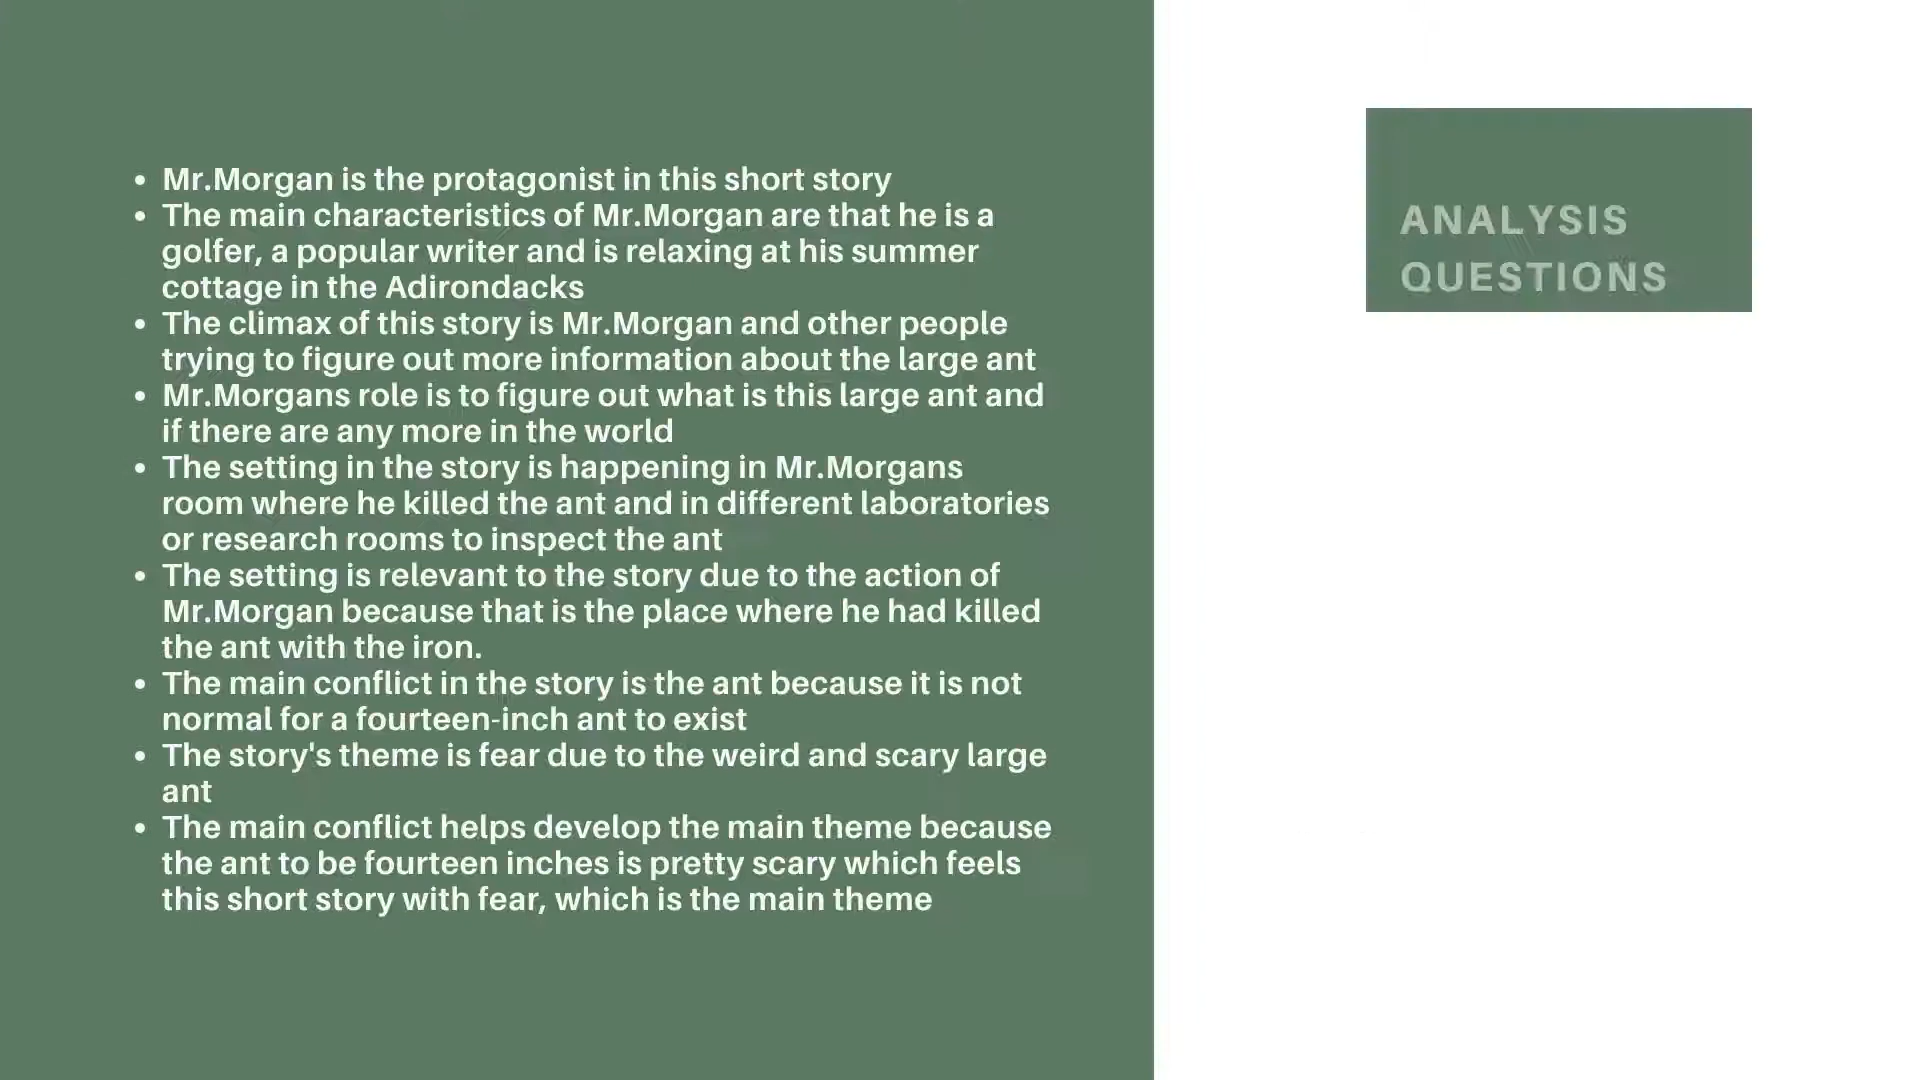 • Mr.Morgan is the protagonist in this short story
• The main characteristics of Mr.Morgan are that he is a
golfer, a popular writer and is relaxing at his summer
cottage in the Adirondacks
• The climax of this story is Mr.Morgan and other people
trying to figure out more information about the large ant
• Mr.Morgans role is to figure out what is this large ant and
if there are any more in the world
• The setting in the story is happening in Mr.Morgans
room where he killed the ant and in different laboratories
or research rooms to inspect the ant
• The setting is relevant to the story due to the action of
Mr.Morgan because that is the place where he had killed
the ant with the iron.
• The main conflict in the story is the ant because it is not
normal for a fourteen-inch ant to exist
• The story's theme is fear due to the weird and scary large
ant
• The main conflict helps develop the main theme because
the ant to be fourteen inches is pretty scary which feels
this short story with fear, which is the main theme
ANALYSIS
QUESTIONS